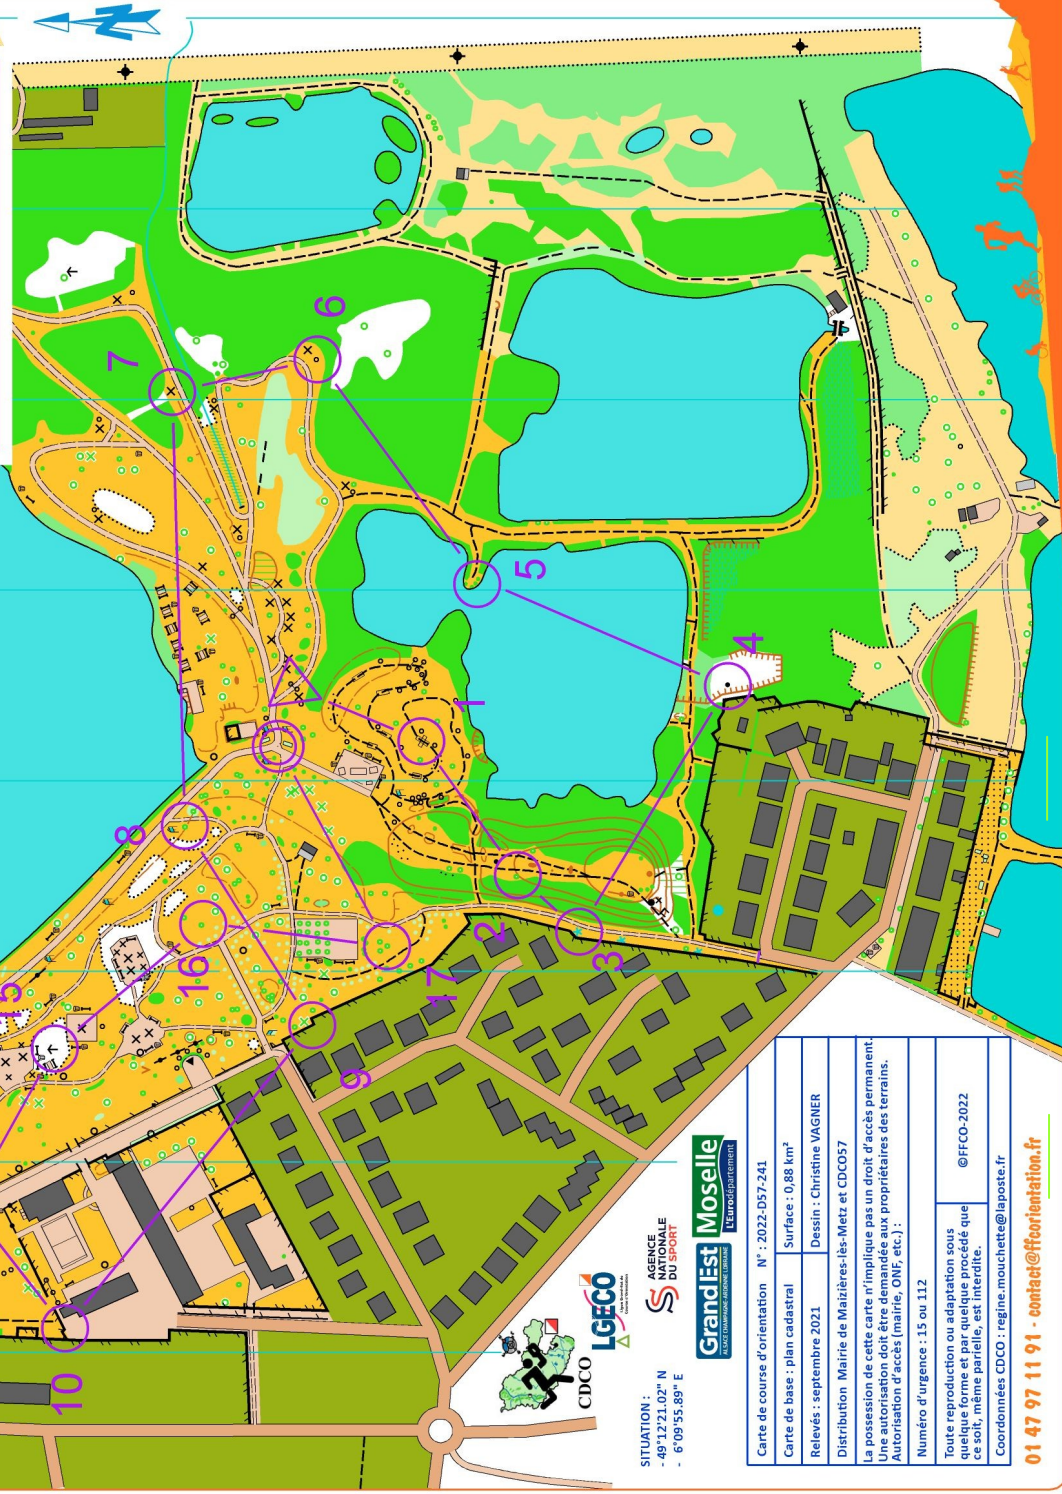 N
7
6
5
4
1
8
2
3
15
16
17
9
10
CDCO
LGECO
AGENCE
NATIONALE
DU SPORT
SITUATION :
- 49°12'21.02" N
- 6°09'55.89" E
GrandEst
ALSACE CHAMPAGNE-ARDENNE LORRAINE
Moselle
L'Eurodépartement
Carte de course d'orientation N° : 2022-D57-241
Carte de base : plan cadastral
Surface : 0,88 km²
Relevés : septembre 2021
Dessin : Christine VAGNER
Distribution Mairie de Maizières-lès-Metz et CDCO57
La possession de cette carte n'implique pas un droit d'accès permanent.
Une autorisation doit être demandée aux propriétaires des terrains.
Autorisation d'accès (mairie, ONF, etc.) :
Numéro d'urgence : 15 ou 112
Toute reproduction ou adaptation sous
quelque forme et par quelque procédé que
ce soit, même parielle, est interdite.
©FFCO-2022
Coordonnées CDCO : regine.mouchette@laposte.fr
01 47 97 11 91 - contact@ffcorientation.fr